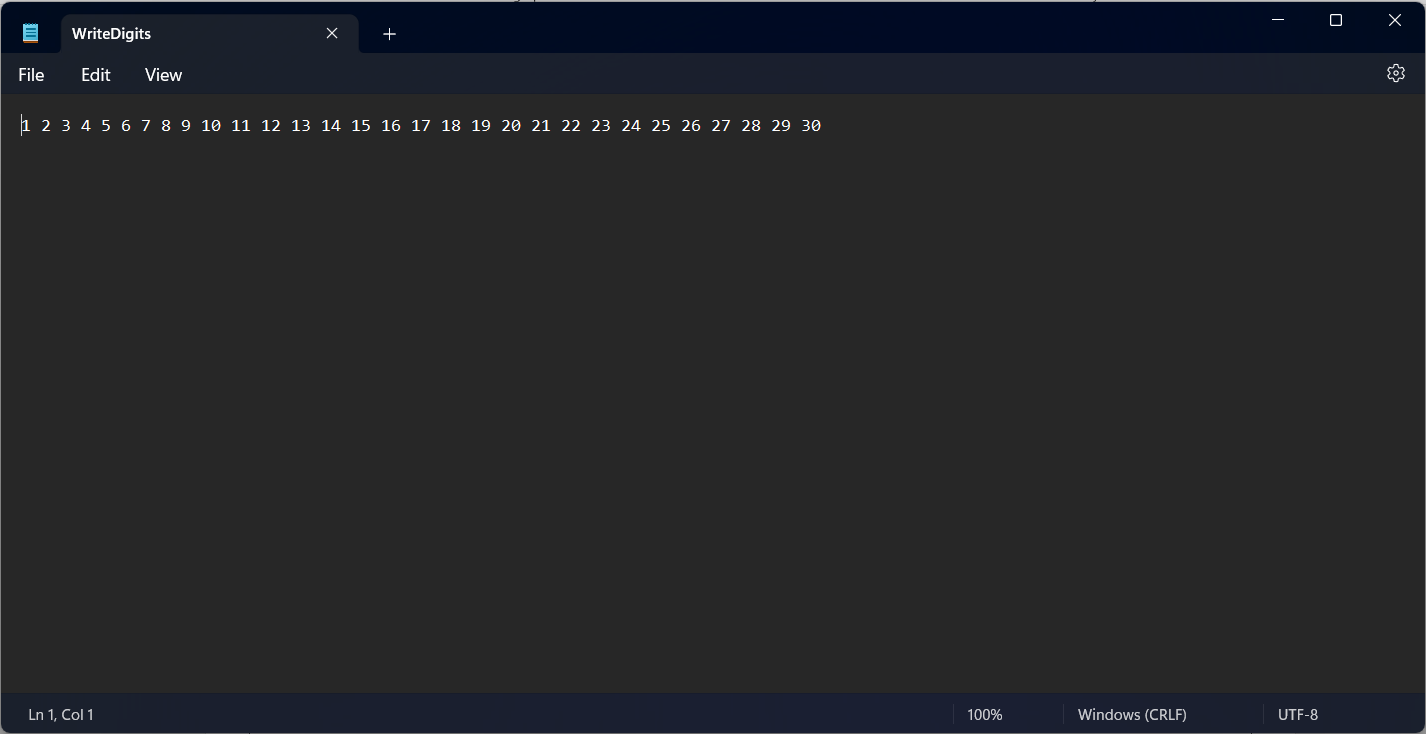 WriteDigits
File Edit View
1 2 3 4 5 6 7 8 9 10 11 12 13 14 15 16 17 18 19 20 21 22 23 24 25 26 27 28 29 30
Ln 1, Col 1 100% Windows (CRLF) UTF-8